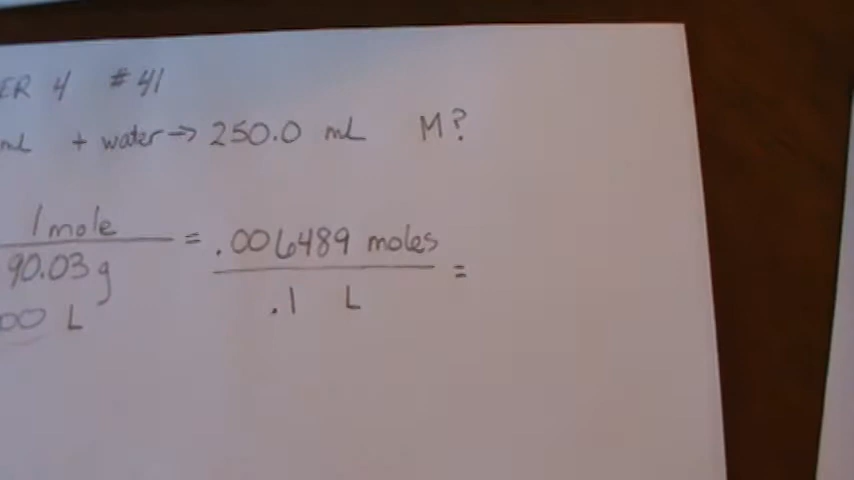 ER 4 #41
mL + water → 250.0 mL M?
1 mole
90.03 g = .006489 moles =
00 L .1 L